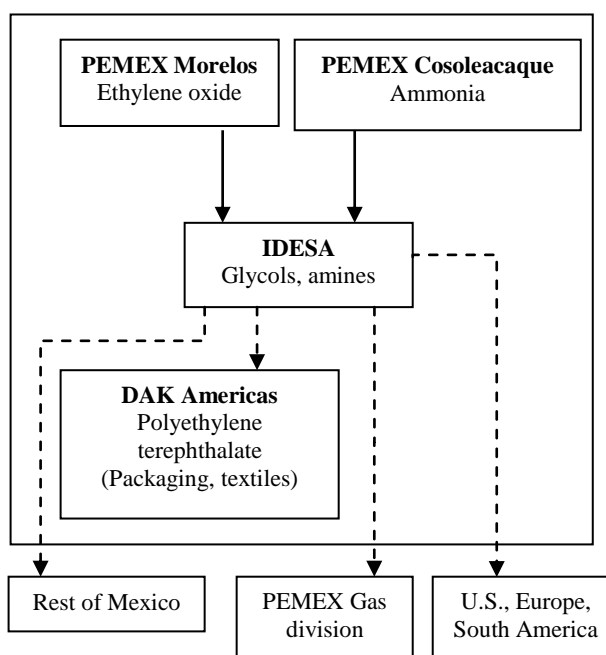 PEMEX Morelos
Ethylene oxide
PEMEX Cosoleacaque
Ammonia
IDESA
Glycols, amines
DAK Americas
Polyethylene
terephthalate
(Packaging, textiles)
Rest of Mexico
PEMEX Gas
division
U.S., Europe,
South America